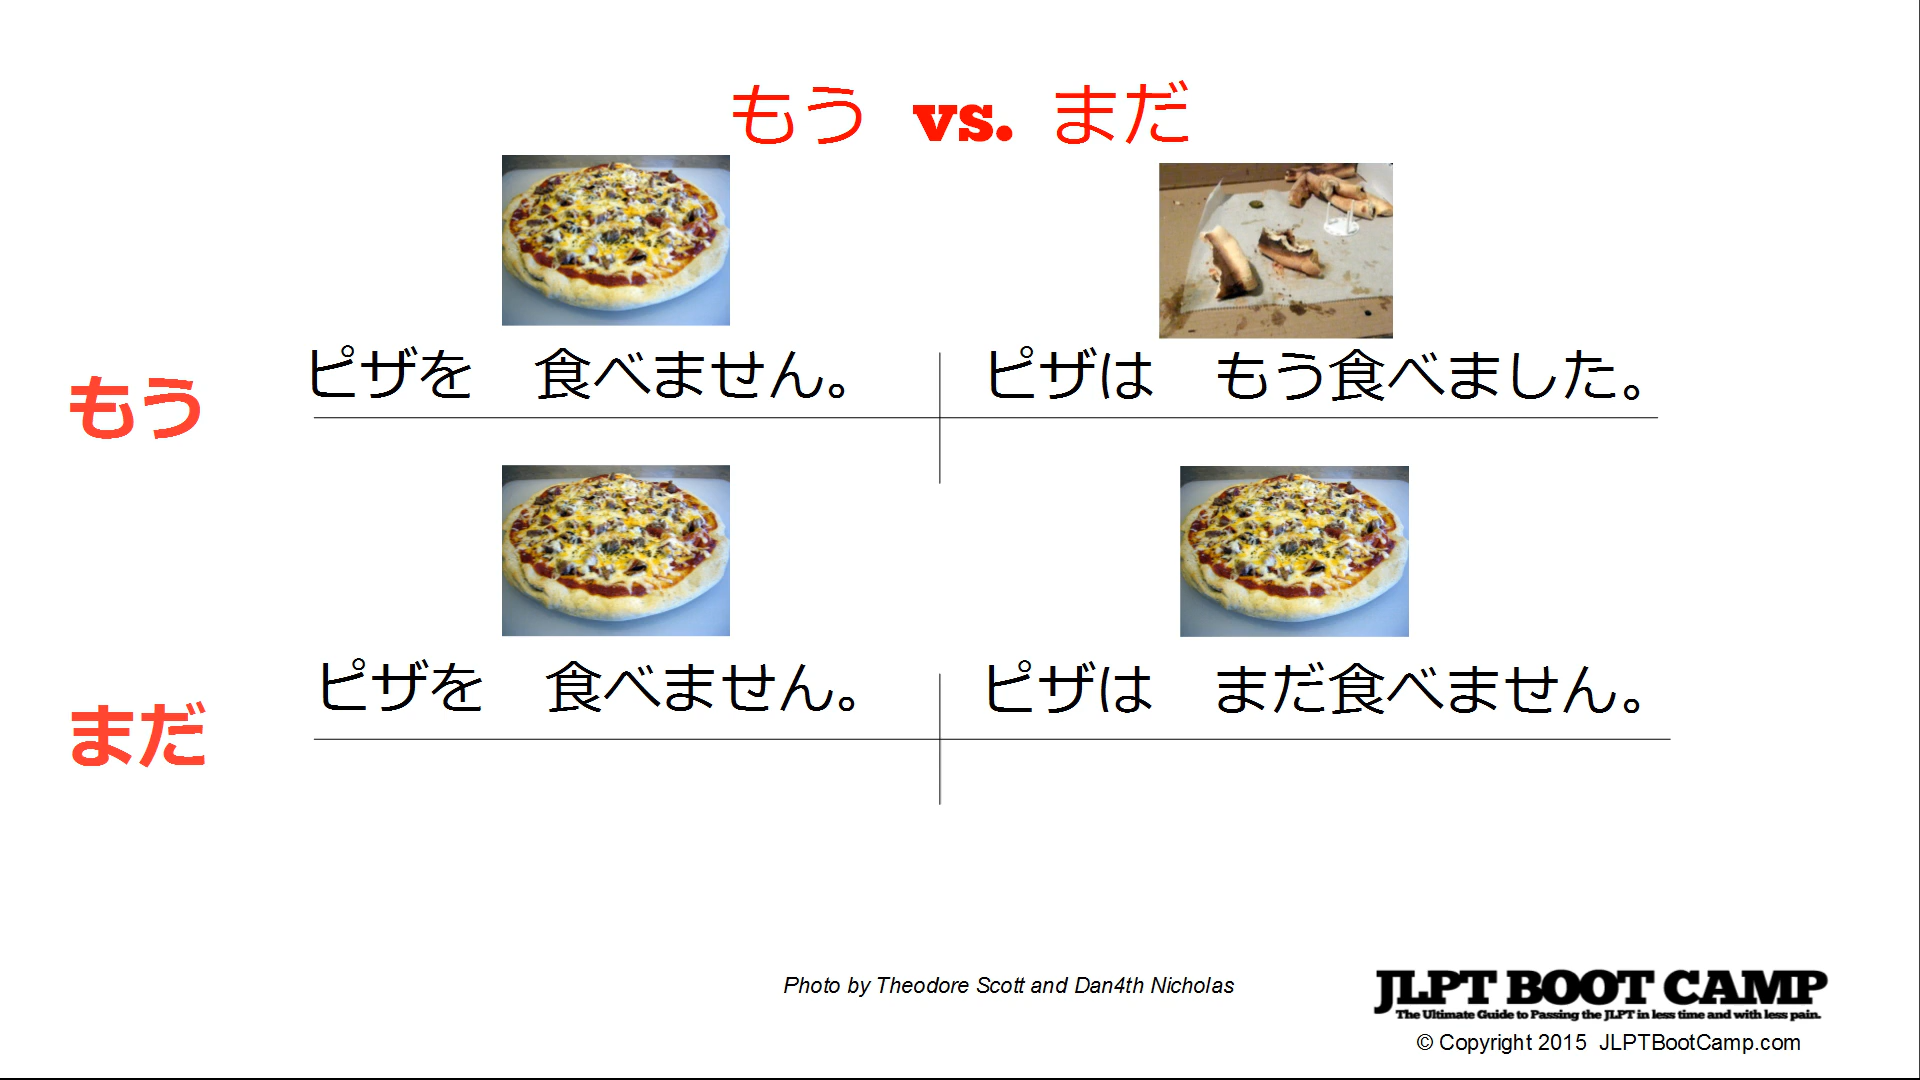 もう vs. まだ
もう
ピザを 食べません。
ピザは もう食べました。
まだ
ピザを 食べません。
ピザは まだ食べません。
Photo by Theodore Scott and Dan4th Nicholas
JLPT BOOT CAMP
The Ultimate Guide to Passing the JLPT in less time and with less pain.
© Copyright 2015 JLPTBootCamp.com